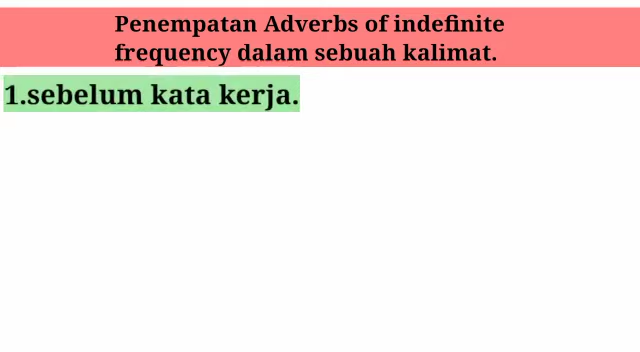 Penempatan Adverbs of indefinite
frequency dalam sebuah kalimat.
1.sebelum kata kerja.